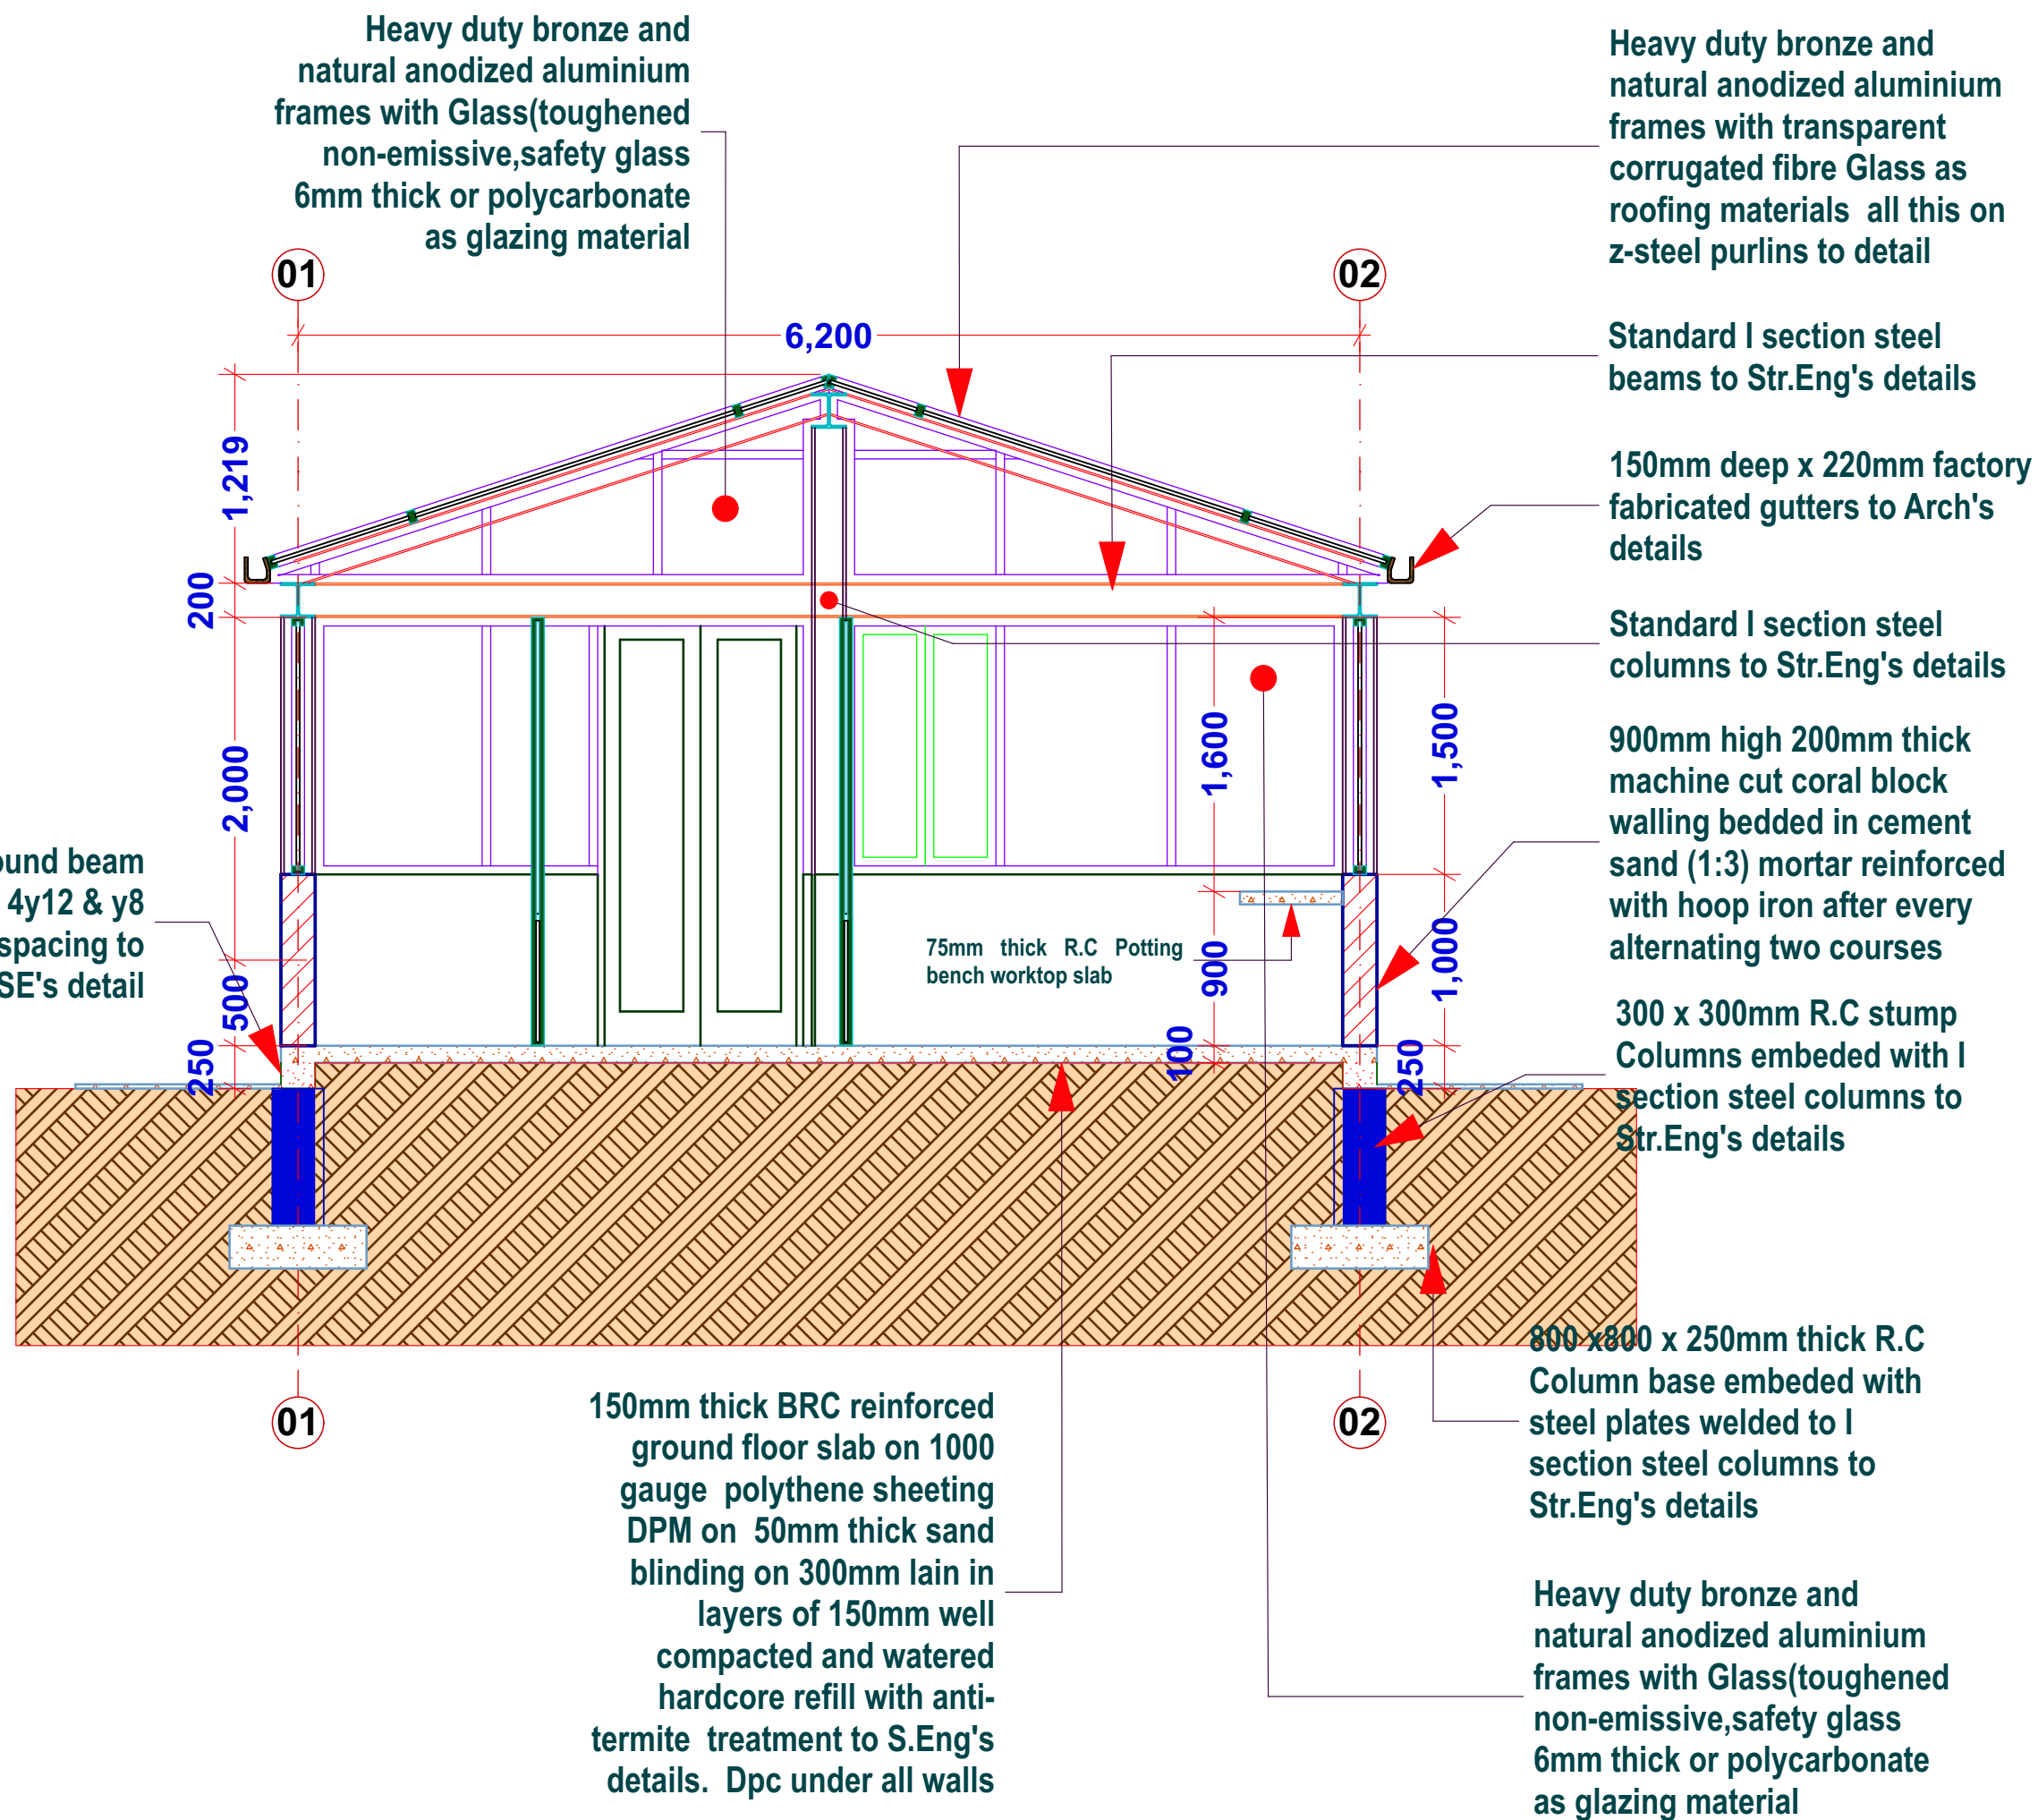 Heavy duty bronze and
natural anodized aluminium
frames with Glass(toughened
non-emissive,safety glass
6mm thick or polycarbonate
as glazing material
Heavy duty bronze and
natural anodized aluminium
frames with transparent
corrugated fibre Glass as
roofing materials all this on
z-steel purlins to detail
01
02
6,200
Standard I section steel
beams to Str.Eng's details
1,219
150mm deep x 220mm factory
fabricated gutters to Arch's
details
200
Standard I section steel
columns to Str.Eng's details
2,000
1,600
1,500
900mm high 200mm thick
machine cut coral block
walling bedded in cement
sand (1:3) mortar reinforced
with hoop iron after every
alternating two courses
beam
4y12 & y8
spacing to
SE's detail
75mm thick R.C Potting
bench worktop slab
500
900
1,000
250
100
250
300 x 300mm R.C stump
Columns embeded with I
section steel columns to
Str.Eng's details
800 x800 x 250mm thick R.C
Column base embeded with
steel plates welded to I
section steel columns to
Str.Eng's details
01
02
150mm thick BRC reinforced
ground floor slab on 1000
gauge polythene sheeting
DPM on 50mm thick sand
blinding on 300mm lain in
layers of 150mm well
compacted and watered
hardcore refill with anti-
termite treatment to S.Eng's
details. Dpc under all walls
Heavy duty bronze and
natural anodized aluminium
frames with Glass(toughened
non-emissive,safety glass
6mm thick or polycarbonate
as glazing material